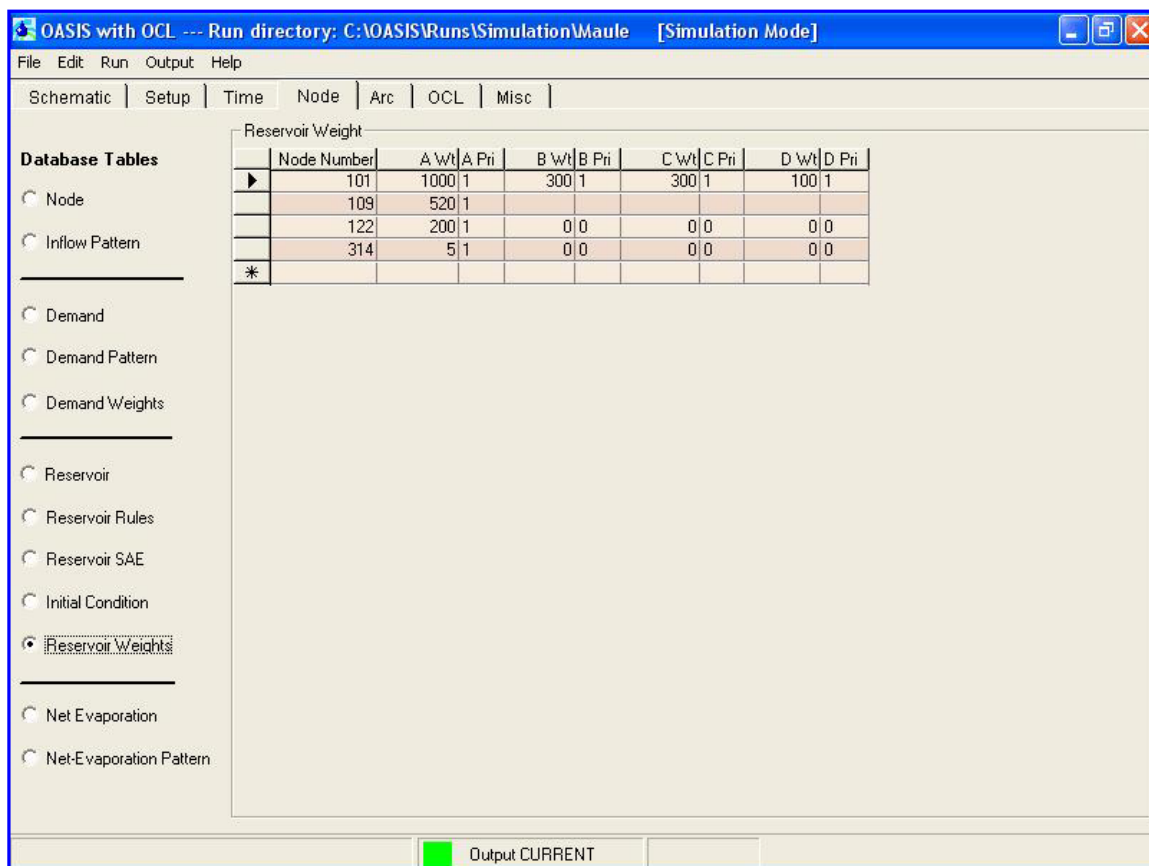 OASIS with OCL --- Run directory: C:\OASIS\Runs\Simulation\Maule [Simulation Mode]
File Edit Run Output Help
Schematic Setup Time Node Arc OCL Misc
Reservoir Weight
Database Tables
Node Number A Wt A Pri B Wt B Pri C Wt C Pri D Wt D Pri
101 1000 1 300 1 300 1 100 1
109 520 1
122 200 1 0 0 0 0 0 0
314 5 1 0 0 0 0 0 0
*
Node
Inflow Pattern
Demand
Demand Pattern
Demand Weights
Reservoir
Reservoir Rules
Reservoir SAE
Initial Condition
Reservoir Weights
Net Evaporation
Net-Evaporation Pattern
Output CURRENT